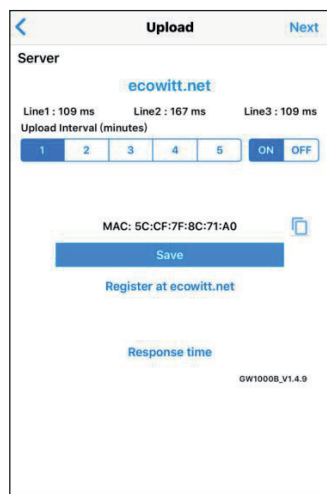 Upload Next
Server
ecowitt.net
Line1 : 109 ms Line2 : 167 ms Line3 : 109 ms
Upload Interval (minutes)
1 2 3 4 5 ON OFF
MAC: 5C:CF:7F:8C:71:A0
Save
Register at ecowitt.net
Response time
GW1000B_V1.4.9